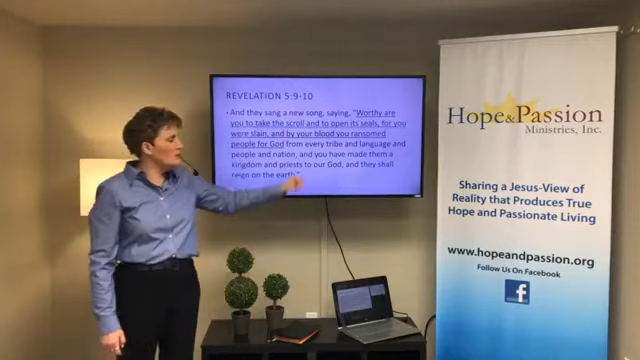 REVELATION 5:9-10
• And they sang a new song, saying, "Worthy are
you to take the scroll and to open its seals, for you
were slain, and by your blood you ransomed
people for God from every tribe and language and
people and nation, and you have made them a
kingdom and priests to our God, and they shall
reign on the earth."
Hope&Passion
Ministries, Inc.
Sharing a Jesus-View of
Reality that Produces True
Hope and Passionate Living
www.hopeandpassion.org
Follow Us On Facebook
f